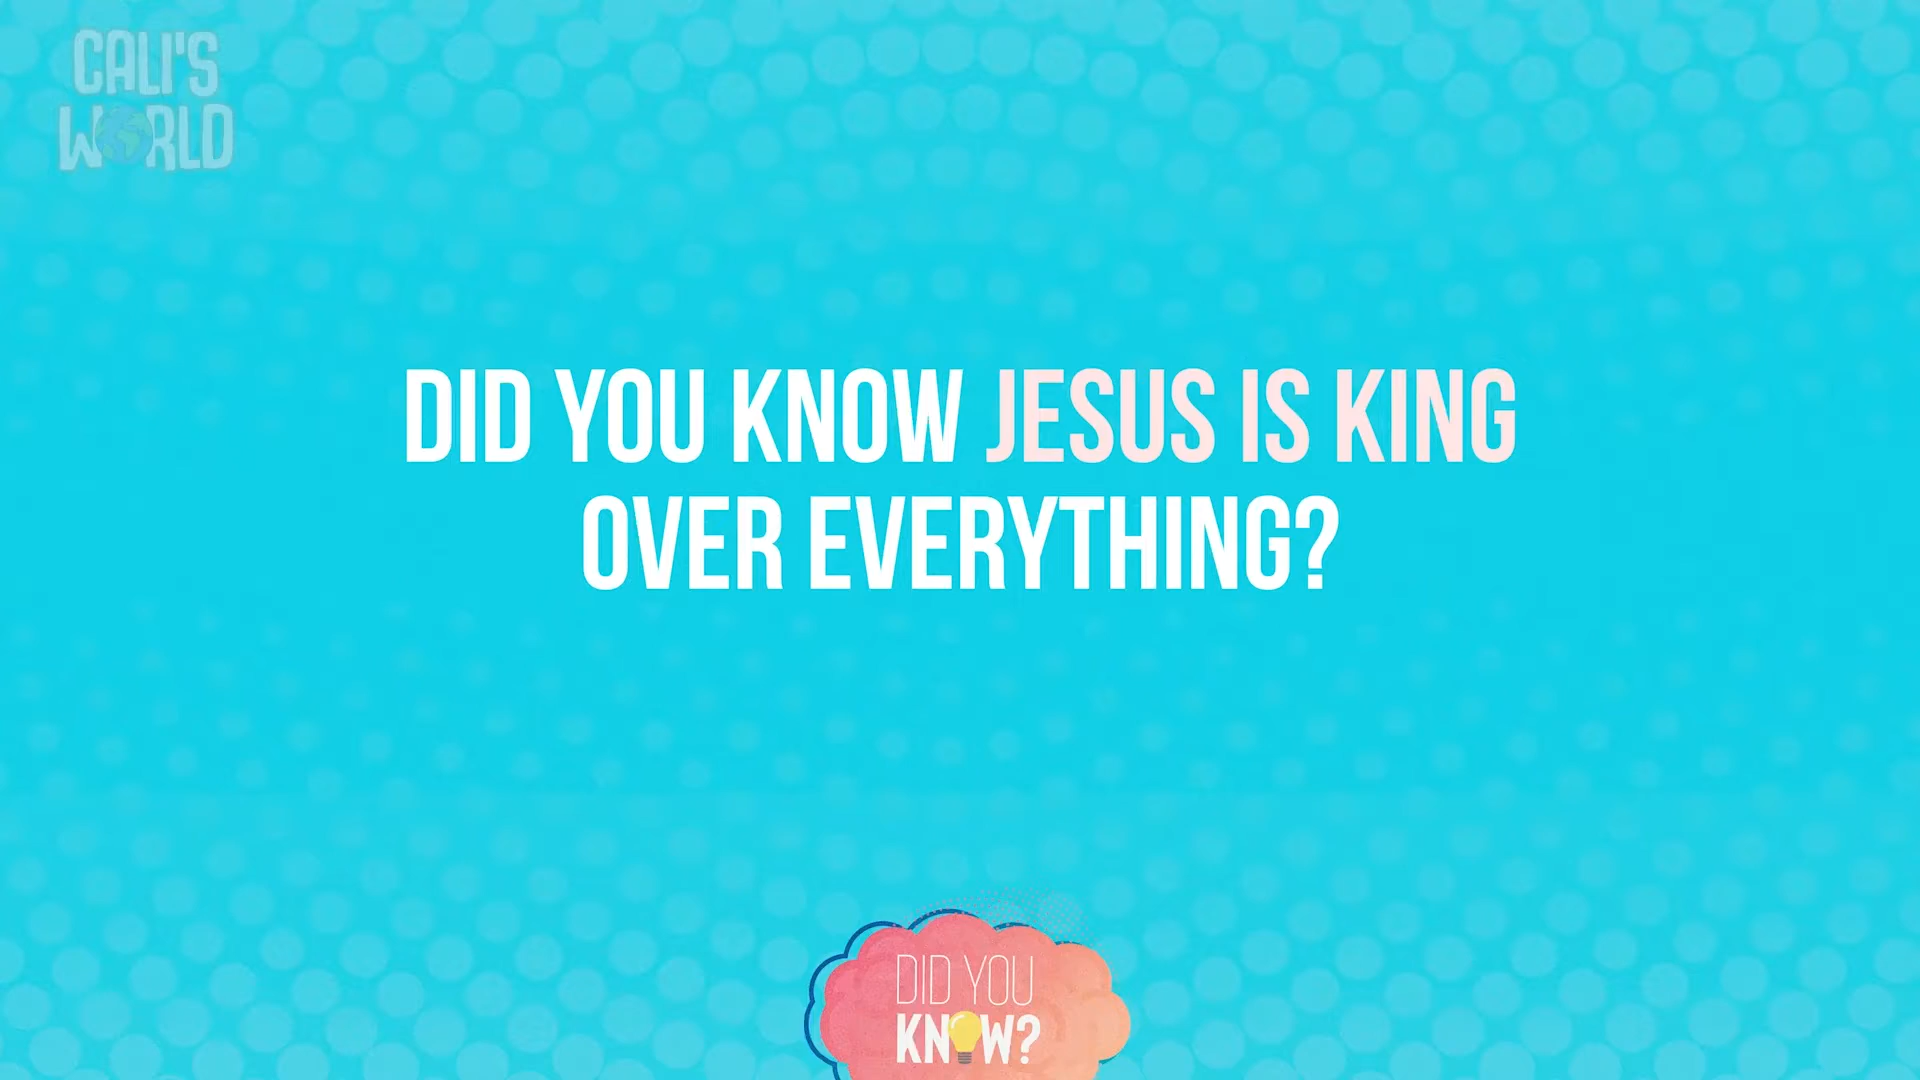 CALI'S
WORLD
DID YOU KNOW JESUS IS KING
OVER EVERYTHING?
DID YOU
KNOW?